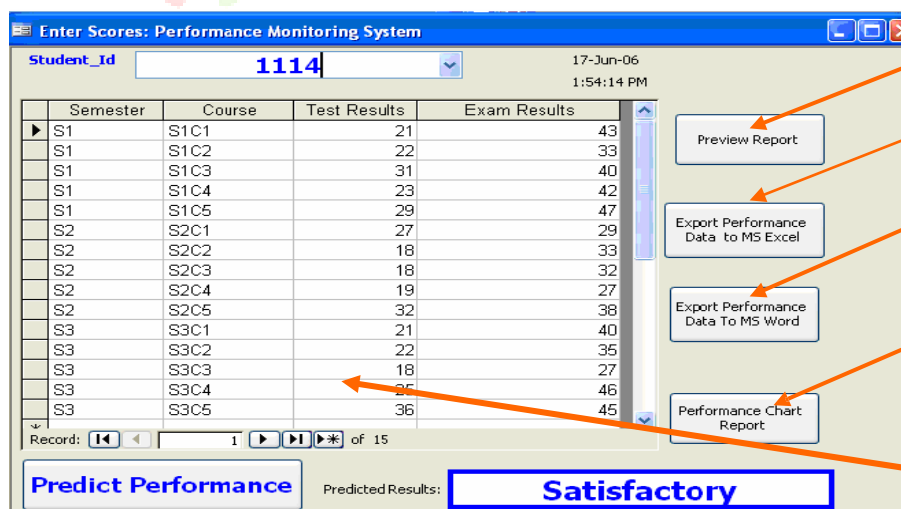 Enter Scores: Performance Monitoring System
Student_Id 1114 17-Jun-06
1:54:14 PM
Semester Course Test Results Exam Results
S1 S1C1 21 43
S1 S1C2 22 33
S1 S1C3 31 40
S1 S1C4 23 42
S1 S1C5 29 47
S2 S2C1 27 29
S2 S2C2 18 33
S2 S2C3 18 32
S2 S2C4 19 27
S2 S2C5 32 38
S3 S3C1 21 40
S3 S3C2 22 35
S3 S3C3 18 27
S3 S3C4 46
S3 S3C5 36 45
Record: 1 of 15
Preview Report
Export Performance
Data to MS Excel
Export Performance
Data To MS Word
Performance Chart
Report
Predict Performance Predicted Results: Satisfactory